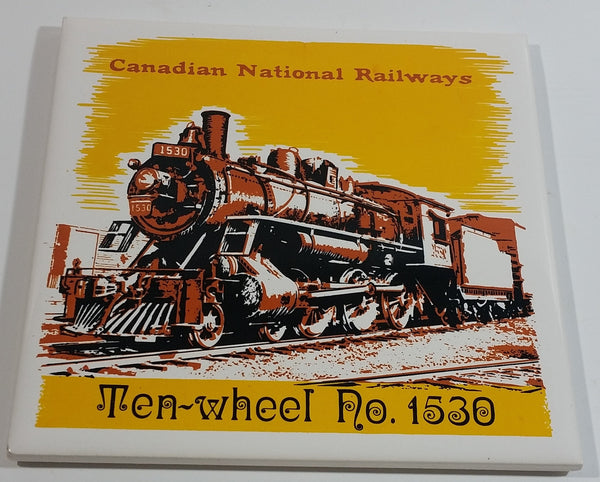 Canadian National Railways
1530
1530
Ten-wheel No. 1530